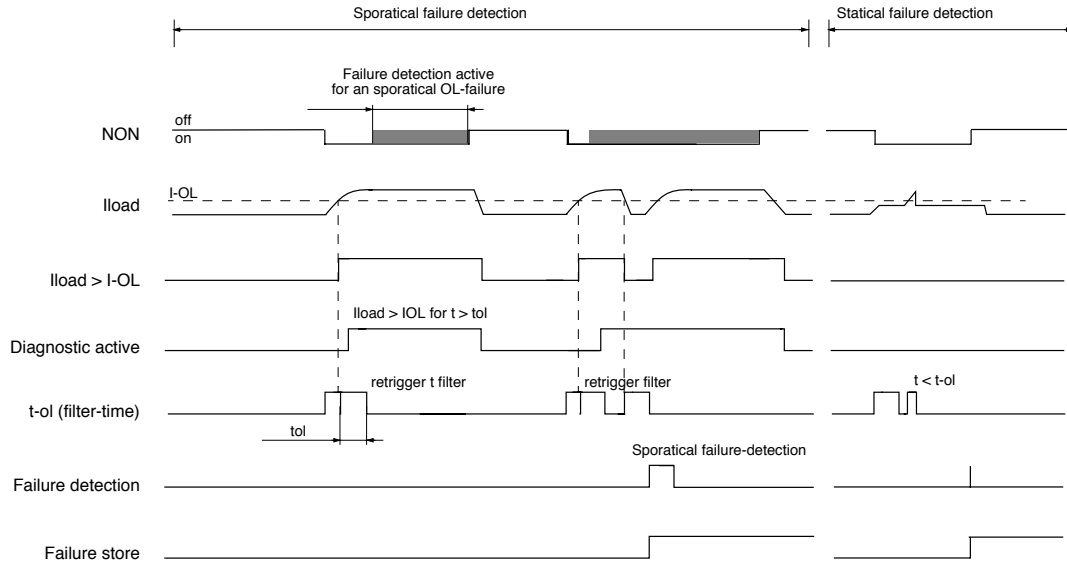 Sporatical failure detection
Statical failure detection
Failure detection active
for an sporatical OL-failure
off
NON
on
I-OL
Iload
Iload > I-OL
Iload > IOL for t > tol
Diagnostic active
retrigger t filter
retrigger filter
t < t-ol
t-ol (filter-time)
tol
Sporatical failure-detection
Failure detection
Failure store